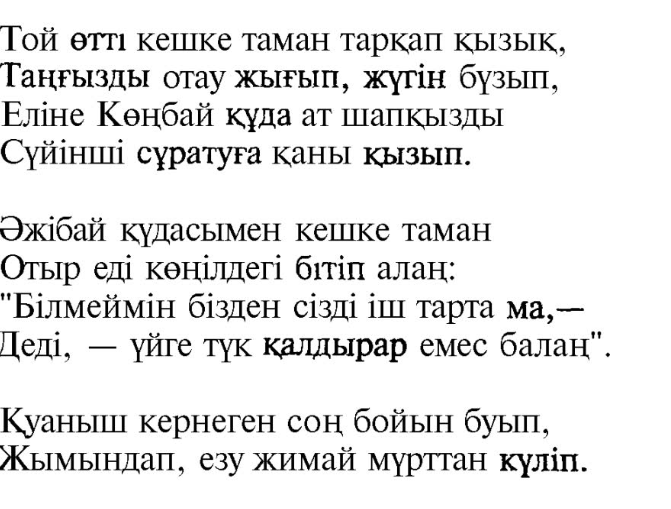 Той өтті кешке таман тарқап қызық,
Таңғызды отау жығып, жүгін бұзып,
Еліне Көңбай құда ат шапқызды
Сүйінші сұратуға қаны қызып.

Әжібай құдасымен кешке таман
Отыр еді көңілдегі бітіп алаң:
"Білмеймін бізден сізді іш тарта ма,—
Деді, — үйге түк қалдырар емес балаң".

Қуаныш кернеген соң бойын буып,
Жымындап, езу жимай мұрттан күліп.